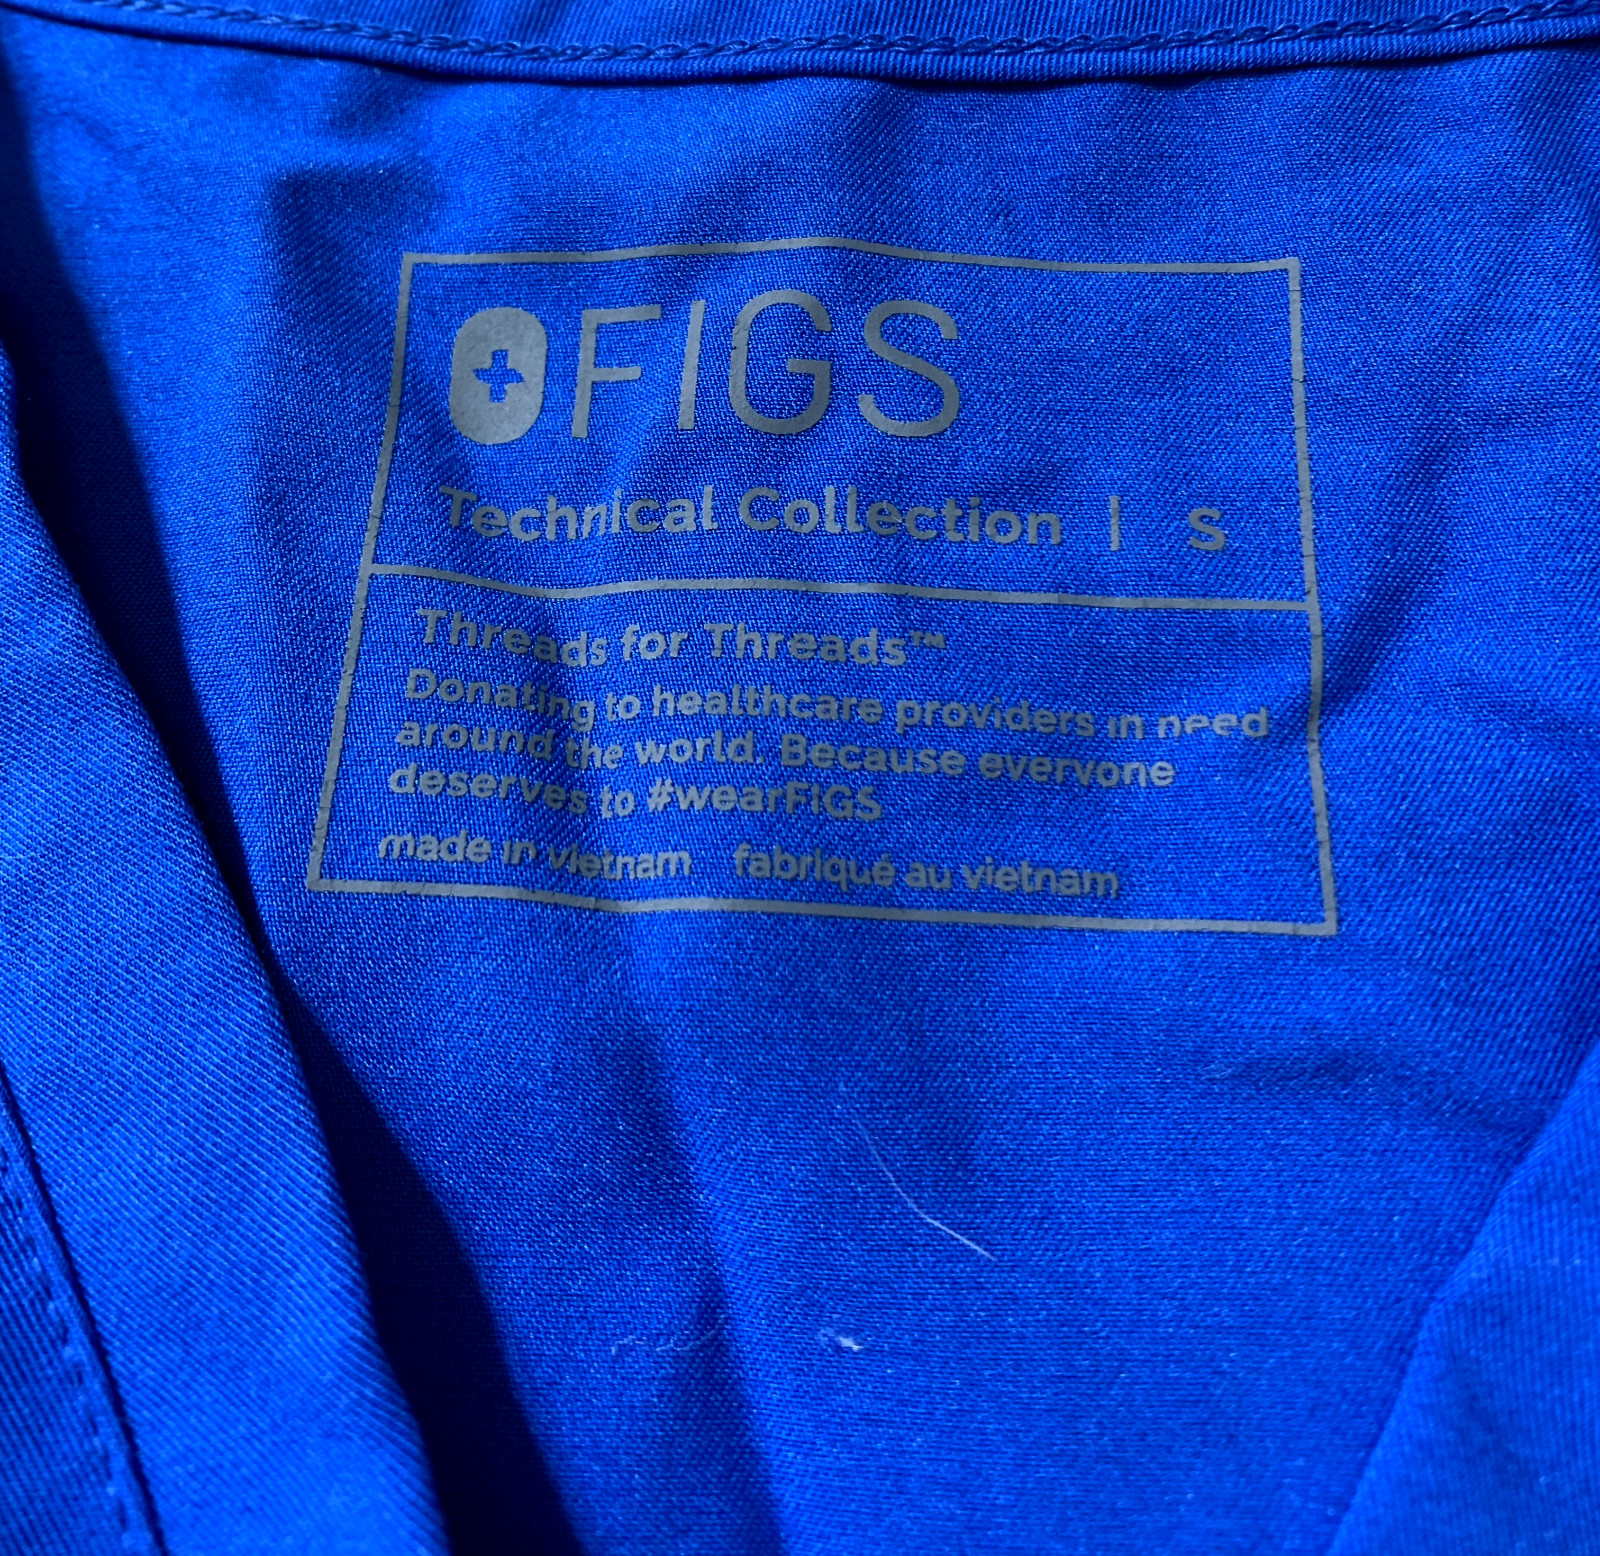 FIGS
Technical Collection | S
Threads for Threads™
Donating to healthcare providers in need
around the world. Because everyone
deserves to #wearFIGS
made in vietnam fabriqué au vietnam